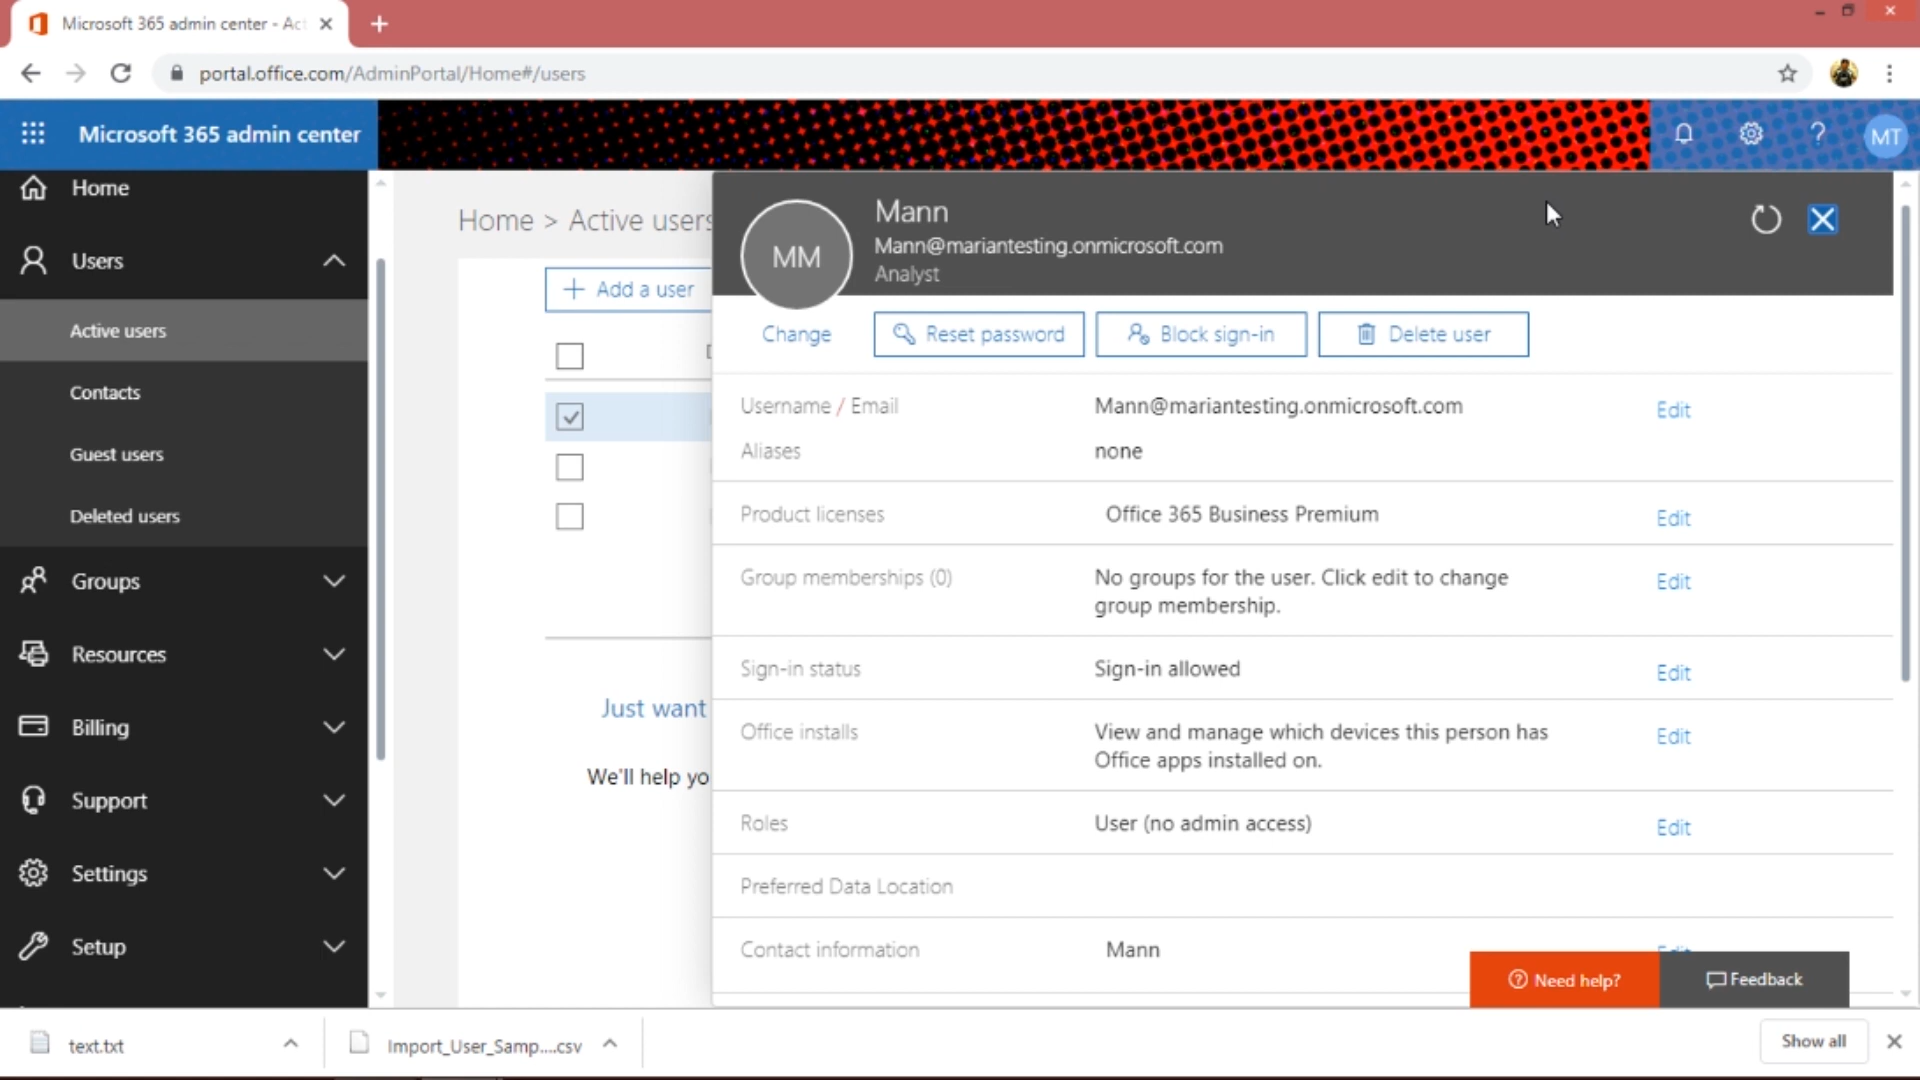 Microsoft 365 admin center - Act
portal.office.com/AdminPortal/Home#/users
Microsoft 365 admin center
MT
Home
Users
Active users
Contacts
Guest users
Deleted users
Groups
Resources
Billing
Support
Settings
Setup
Home > Active users
+ Add a user
Just want
We'll help yo
MM
Mann
Mann@mariantesting.onmicrosoft.com
Analyst
Change
Reset password
Block sign-in
Delete user
Username / Email
Mann@mariantesting.onmicrosoft.com
Edit
Aliases
none
Product licenses
Office 365 Business Premium
Edit
Group memberships (0)
No groups for the user. Click edit to change
group membership.
Edit
Sign-in status
Sign-in allowed
Edit
Office installs
View and manage which devices this person has
Office apps installed on.
Edit
Roles
User (no admin access)
Edit
Preferred Data Location
Contact information
Mann
Need help?
Feedback
text.txt
Import_User_Samp....csv
Show all